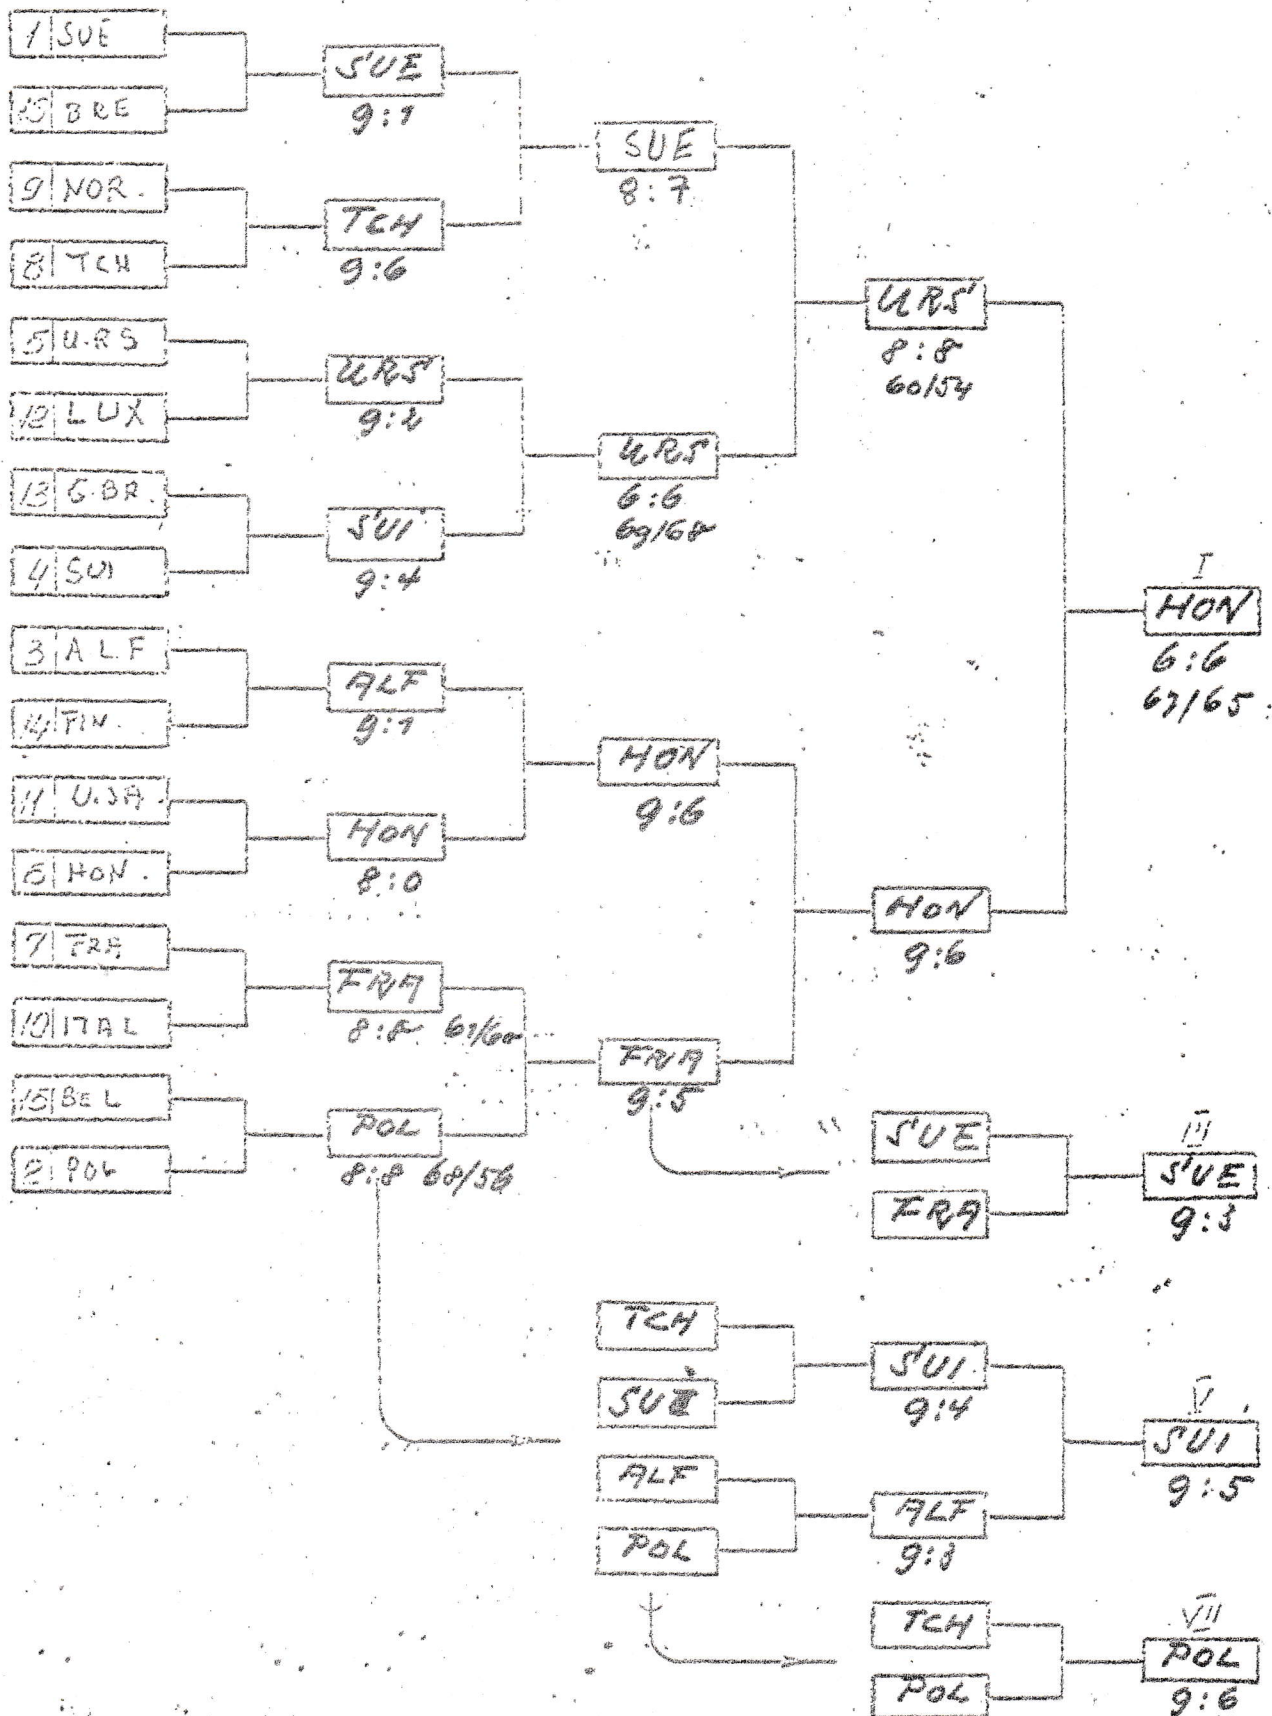 1 SUE
BRE
9 NOR.
8 TCH
5 U.RS
12 LUX
13 G.BR.
4 SUI
3 ALF
14 FIN.
11 U.SA.
6 HON.
7 FRA
10 ITAL
15 BEL
2 POL
SUE
9:1
TCH
9:6
URS
9:2
SUI
9:4
ALF
9:1
HON
8:0
FRA
8:8
POL
8:8 68/56
SUE
8:7
URS
6:6
69/68
HON
9:6
FRA
9:5
TCH
ALF
POL
URS
8:8
60/54
HON
9:6
SUE
FRA
SUI
9:4
ALF
9:3
TCH
POL
I
HON
6:6
67/65
III
SUE
9:3
V
SUI
9:5
VII
POL
9:6